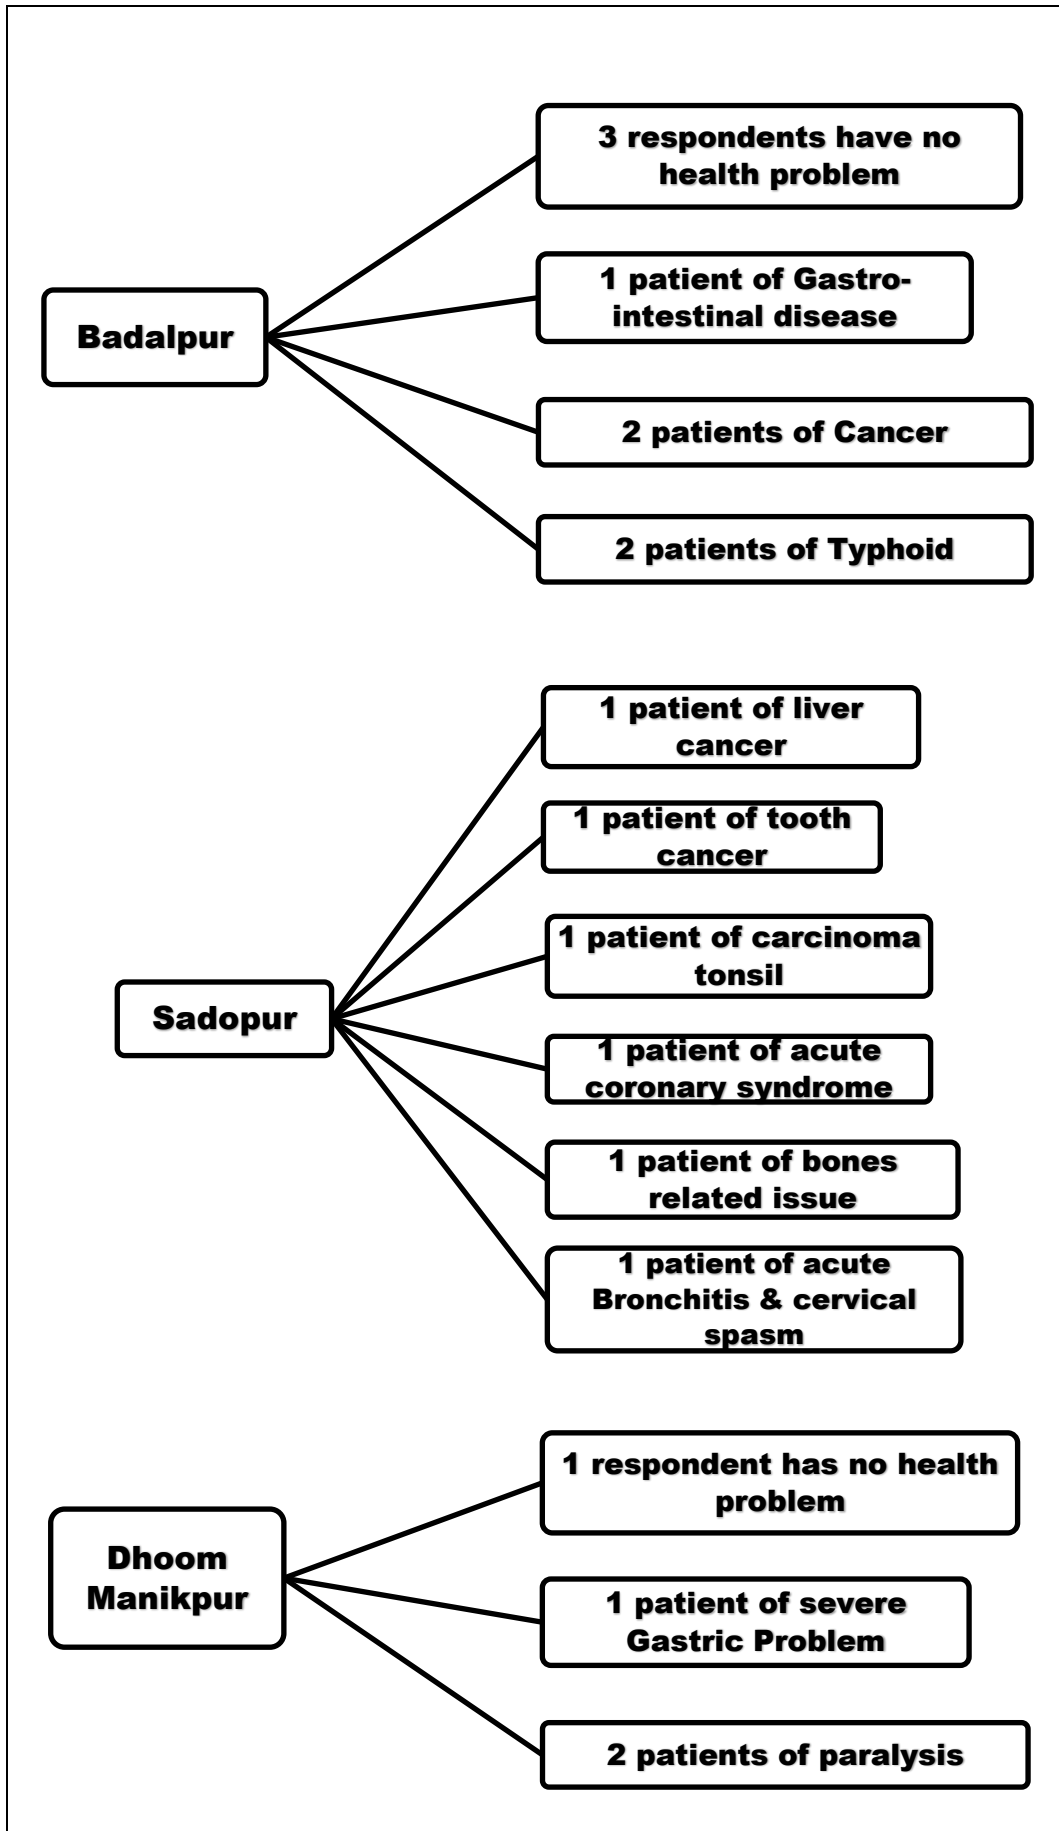 3 respondents have no
health problem
1 patient of Gastro-
intestinal disease
Badalpur
2 patients of Cancer
2 patients of Typhoid
1 patient of liver
cancer
1 patient of tooth
cancer
1 patient of carcinoma
tonsil
Sadopur
1 patient of acute
coronary syndrome
1 patient of bones
related issue
1 patient of acute
Bronchitis & cervical
spasm
1 respondent has no health
problem
Dhoom
Manikpur
1 patient of severe
Gastric Problem
2 patients of paralysis